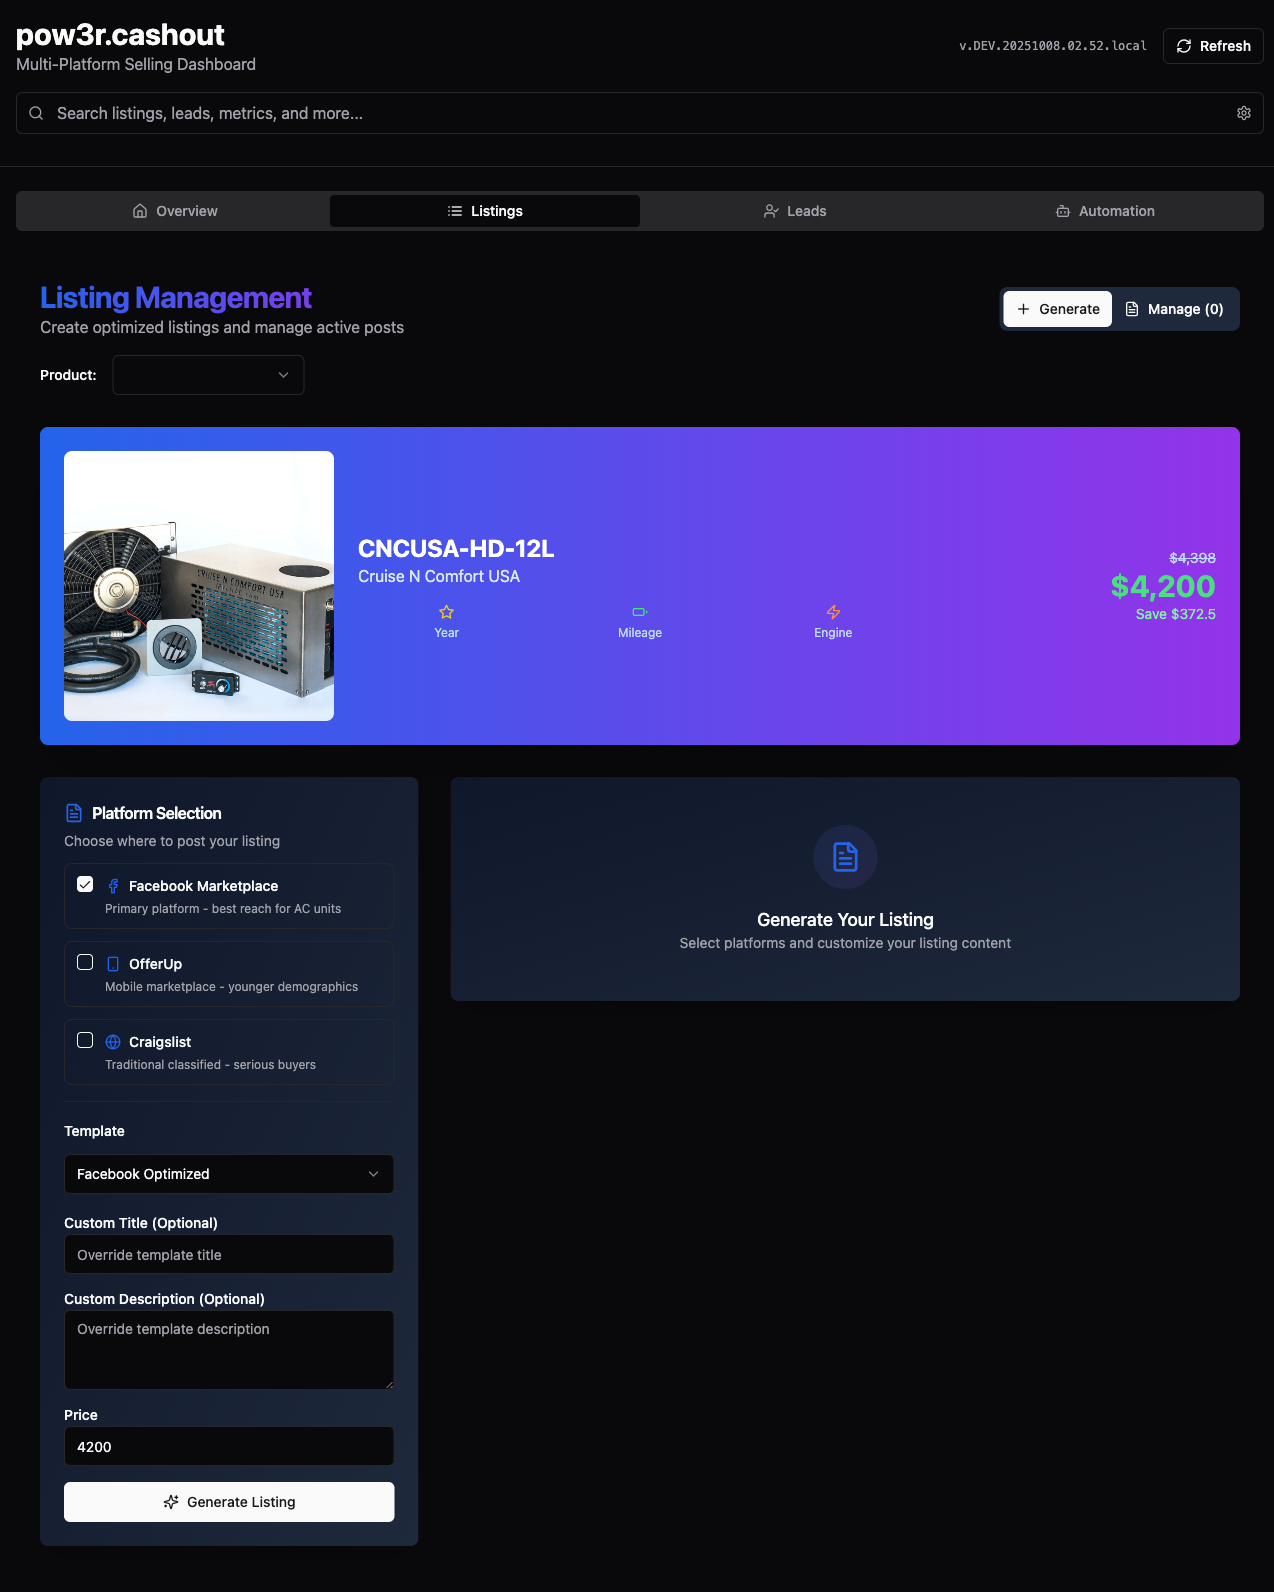 pow3r.cashout
Multi-Platform Selling Dashboard
v.DEV.20251008.02.52.local
Refresh
Search listings, leads, metrics, and more...
Overview
Listings
Leads
Automation
Listing Management
Create optimized listings and manage active posts
Generate
Manage (0)
Product:
CRUISE N COMFORT USA
CNCUSA-HD-12L
Cruise N Comfort USA
Year
Mileage
Engine
$4,398
$4,200
Save $372.5
Platform Selection
Choose where to post your listing
Facebook Marketplace
Primary platform - best reach for AC units
OfferUp
Mobile marketplace - younger demographics
Craigslist
Traditional classified - serious buyers
Template
Facebook Optimized
Custom Title (Optional)
Override template title
Custom Description (Optional)
Override template description
Price
4200
Generate Listing
Generate Your Listing
Select platforms and customize your listing content